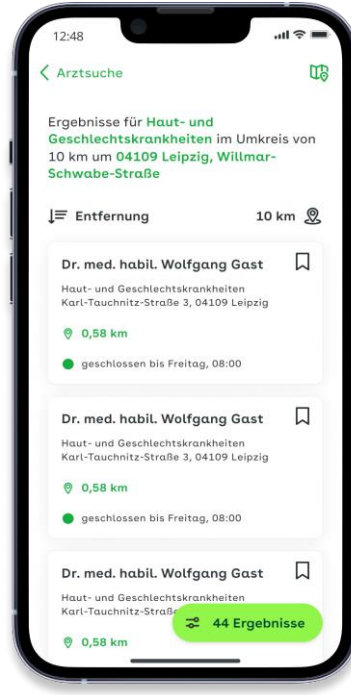 12:48
Arztsuche
Ergebnisse für Haut- und
Geschlechtskrankheiten im Umkreis von
10 km um 04109 Leipzig, Willmar-
Schwabe-Straße
Entfernung
10 km
Dr. med. habil. Wolfgang Gast
Haut- und Geschlechtskrankheiten
Karl-Tauchnitz-Straße 3, 04109 Leipzig
0,58 km
geschlossen bis Freitag, 08:00
Dr. med. habil. Wolfgang Gast
Haut- und Geschlechtskrankheiten
Karl-Tauchnitz-Straße 3, 04109 Leipzig
0,58 km
geschlossen bis Freitag, 08:00
Dr. med. habil. Wolfgang Gast
Haut- und Geschlechtskrankheiten
Karl-Tauchnitz-Straße
44 Ergebnisse
0,58 km